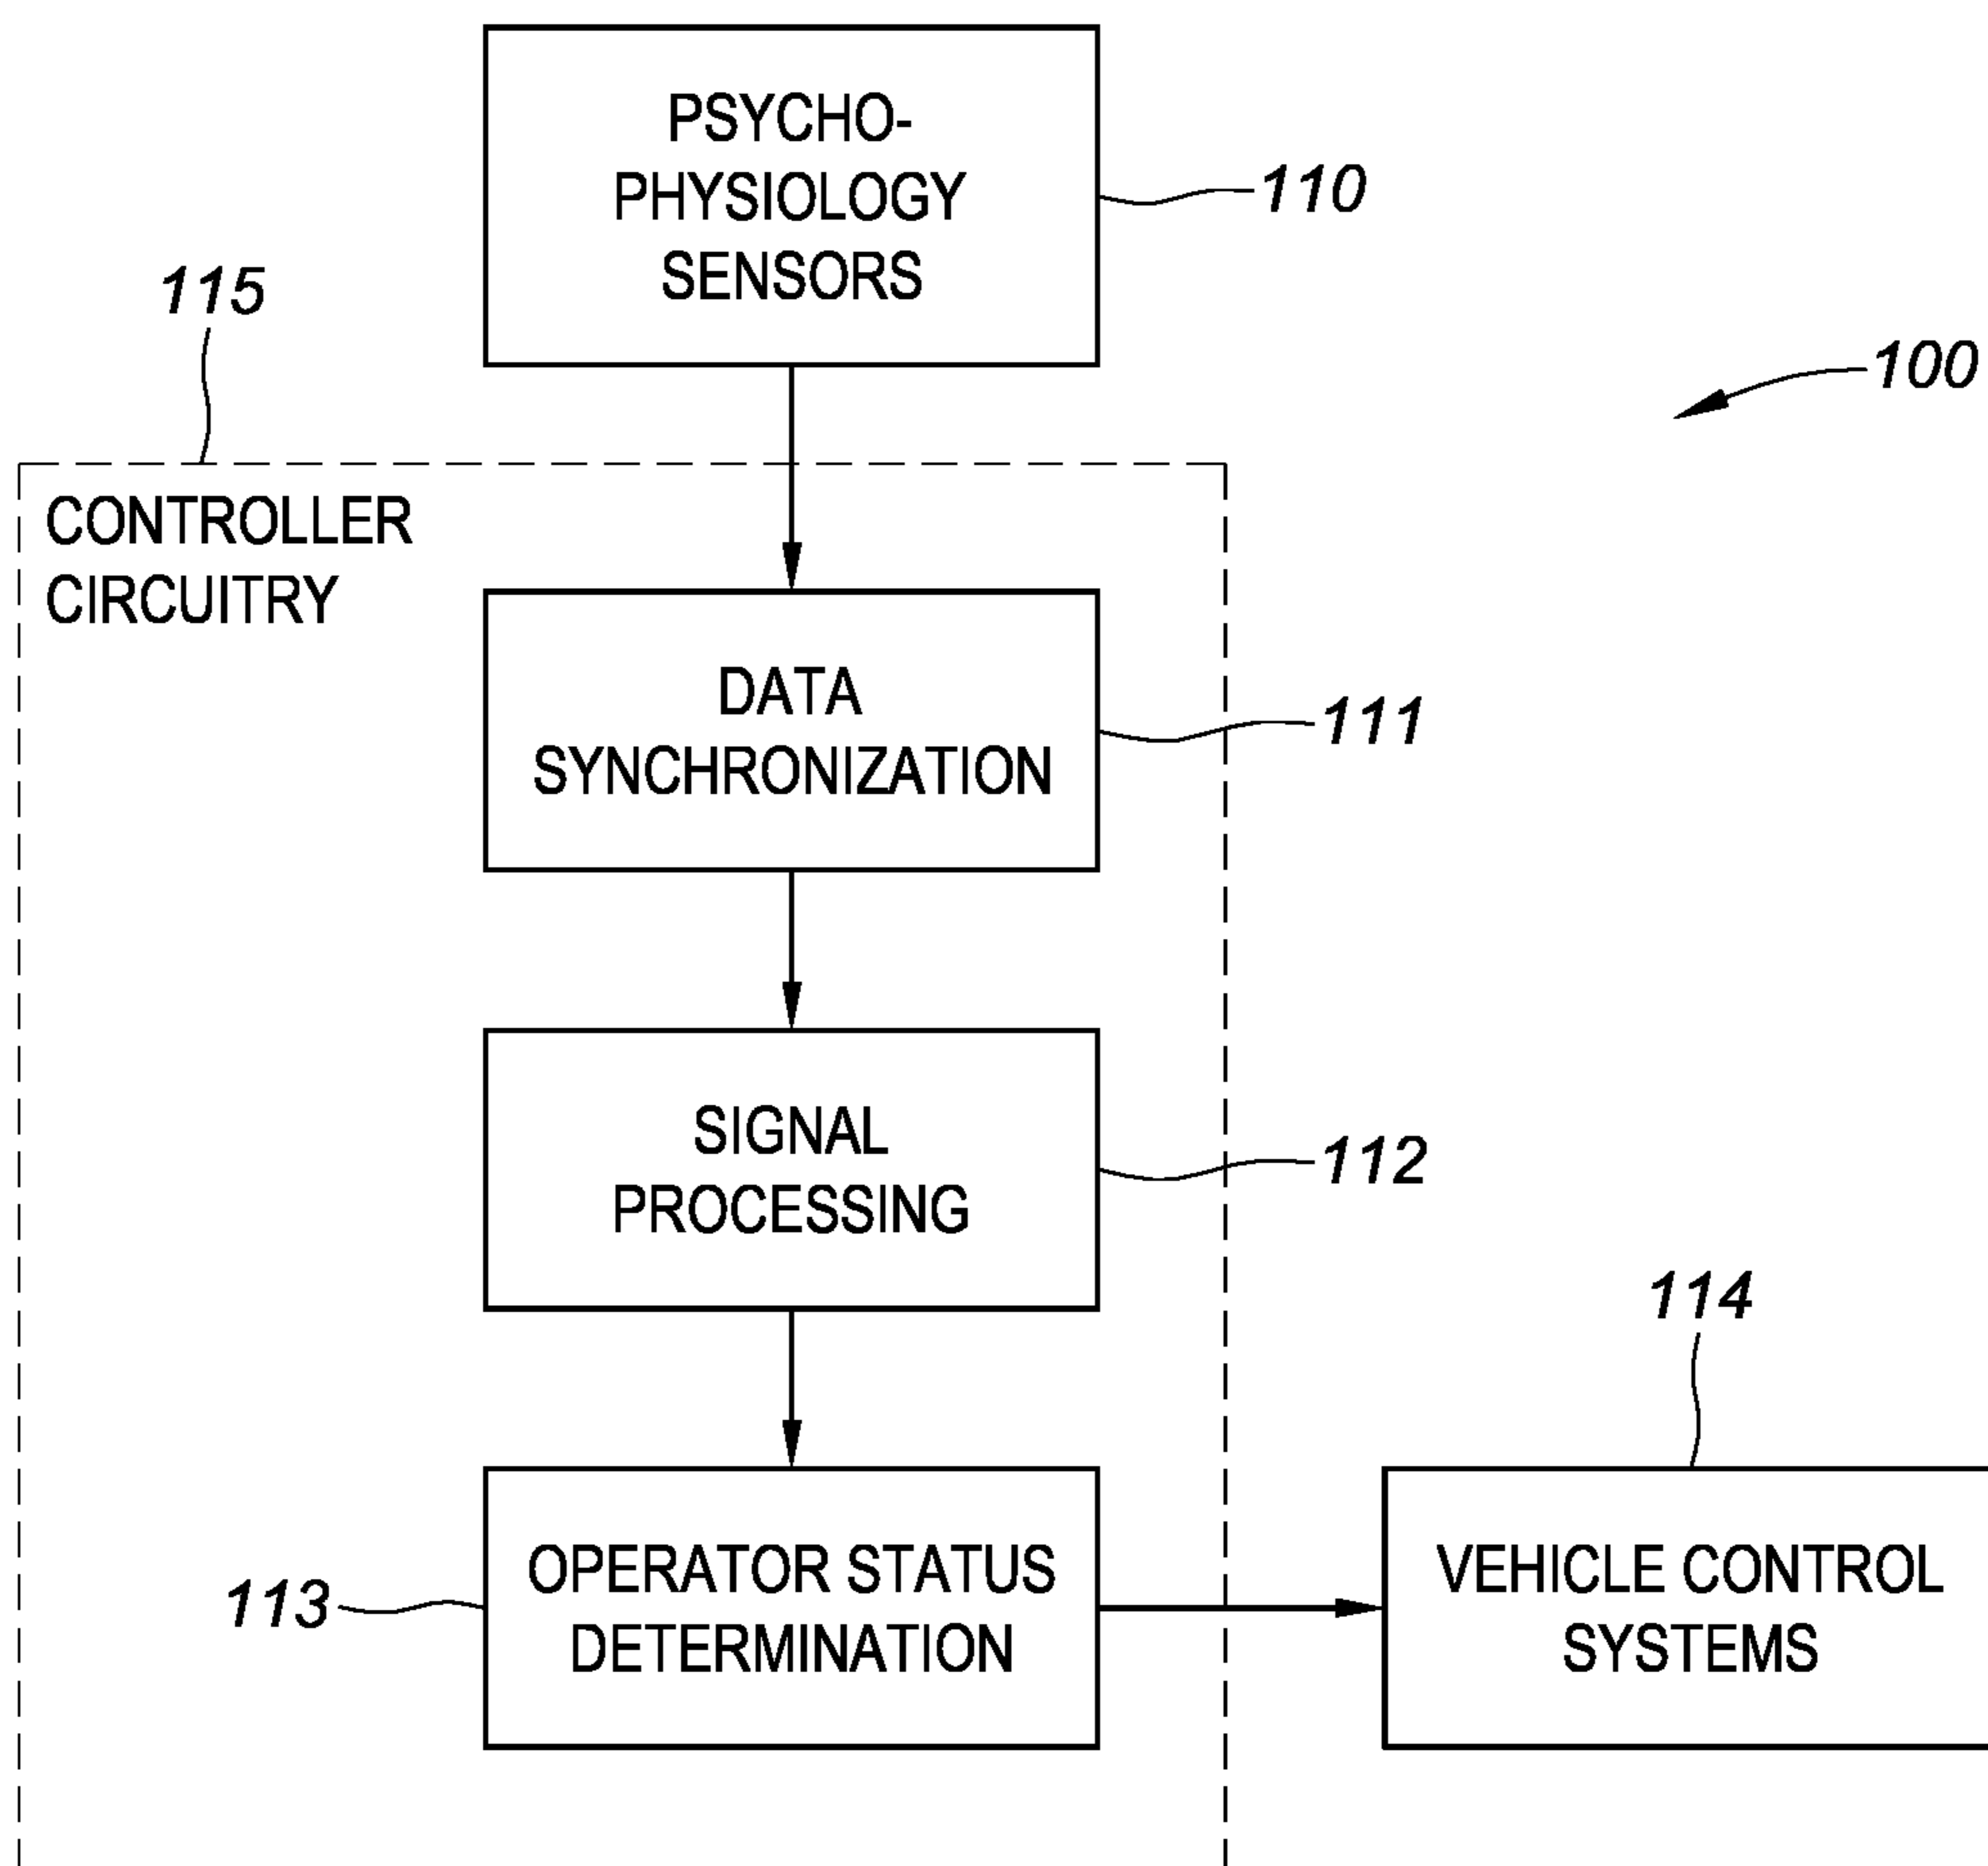 PSYCHO-
PHYSIOLOGY
SENSORS
110
115
100
CONTROLLER
CIRCUITRY
DATA
SYNCHRONIZATION
111
SIGNAL
PROCESSING
112
114
OPERATOR STATUS
DETERMINATION
113
VEHICLE CONTROL
SYSTEMS